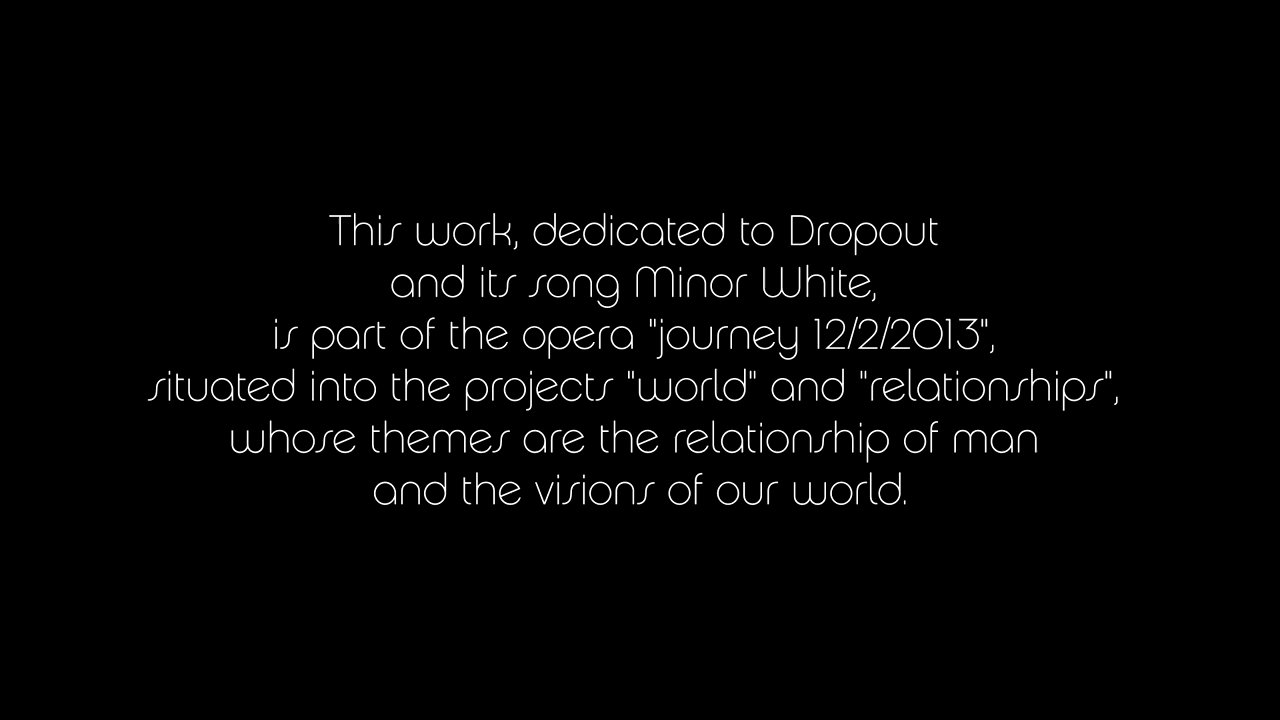 This work, dedicated to Dropout
and its song Minor White,
is part of the opera "journey 12/2/2013",
situated into the projects "world" and "relationships",
whose themes are the relationship of man
and the visions of our world.